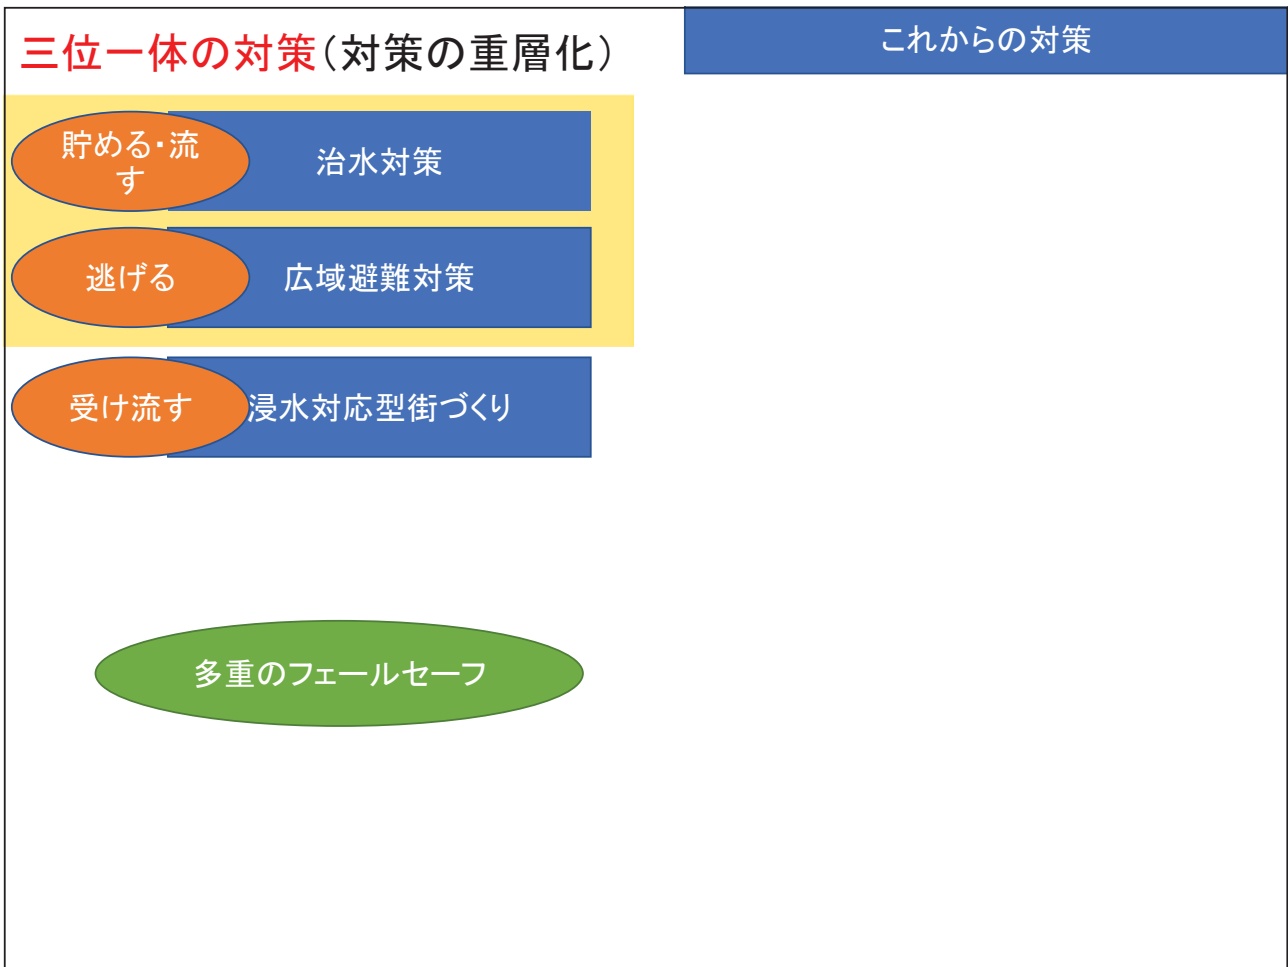 三位一体の対策（対策の重層化）
これからの対策
貯める・流
す
治水対策
逃げる
広域避難対策
受け流す
浸水対応型街づくり
多重のフェールセーフ